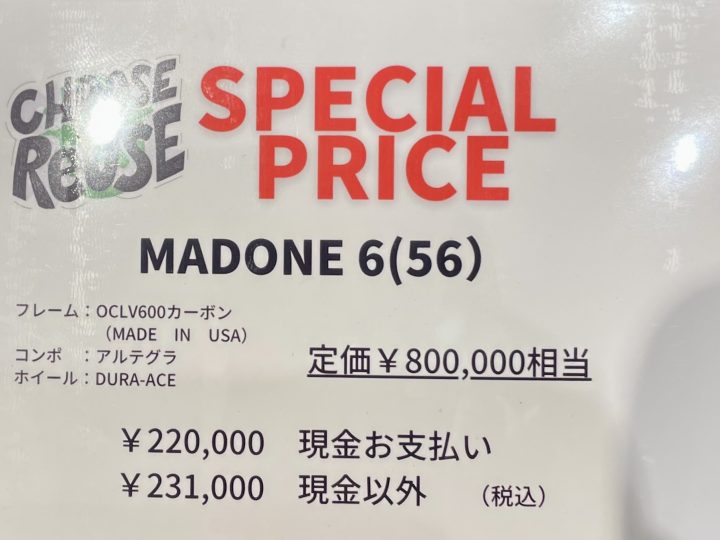 CHOOSE
REUSE
SPECIAL
PRICE
MADONE 6(56）
フレーム：OCLV600カーボン
（MADE IN USA）
コンポ ：アルテグラ
ホイール：DURA-ACE
定価￥800,000相当
￥220,000 現金お支払い
￥231,000 現金以外 （税込）